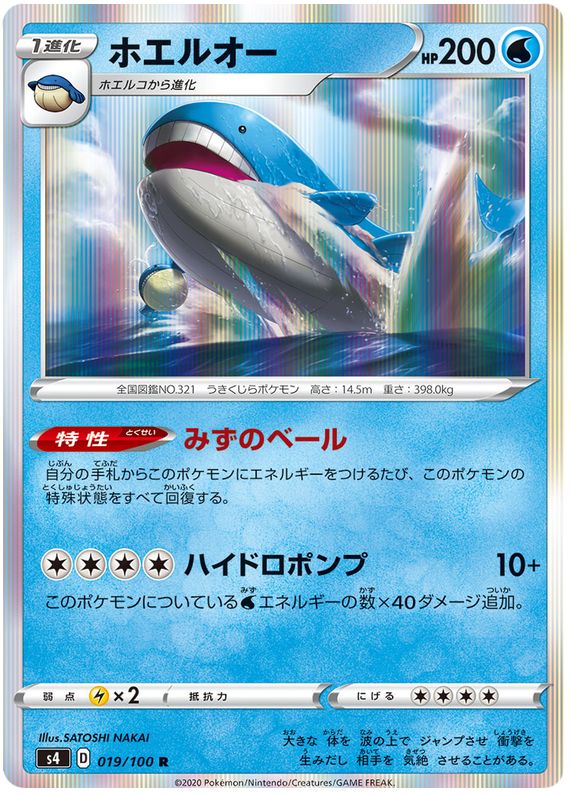 1進化 ホエルオー HP200
ホエルコから進化
全国図鑑NO.321 うきくじらポケモン 高さ:14.5m 重さ:398.0kg
特性 とくせい みずのベール
自分の手札からこのポケモンにエネルギーをつけるたび、このポケモンの
特殊状態をすべて回復する。
ハイドロポンプ 10+
このポケモンについているエネルギーの数×40ダメージ追加。
弱点 ×2 抵抗力 にげる
Illus.SATOSHI NAKAI
S4 D 019/100 R
大きな 体を 波の上で ジャンプさせ 衝撃を
生みだし 相手を 気絶 させることがある。
©2020 Pokémon/Nintendo/Creatures/GAME FREAK.